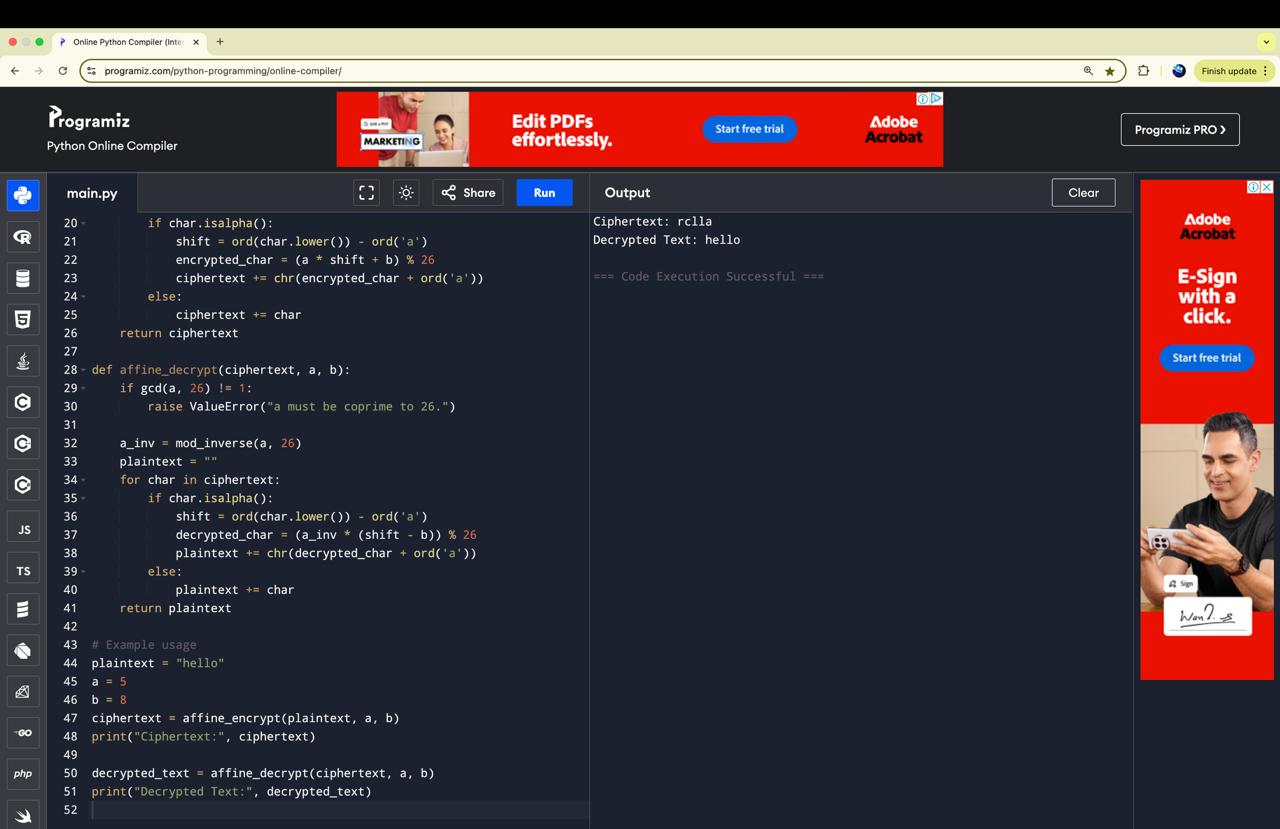 Online Python Compiler (Inte
programiz.com/python-programming/online-compiler/
Finish update
Programiz
Python Online Compiler
MARKETING
Edit PDFs
effortlessly.
Start free trial
Adobe
Acrobat
Programiz PRO ❯
main.py
Share
Run
Output
Clear
20 if char.isalpha():
21 shift = ord(char.lower()) - ord('a')
22 encrypted_char = (a * shift + b) % 26
23 ciphertext += chr(encrypted_char + ord('a'))
24 else:
25 ciphertext += char
26 return ciphertext
27
28 def affine_decrypt(ciphertext, a, b):
29 if gcd(a, 26) != 1:
30 raise ValueError("a must be coprime to 26.")
31
32 a_inv = mod_inverse(a, 26)
33 plaintext = ""
34 for char in ciphertext:
35 if char.isalpha():
36 shift = ord(char.lower()) - ord('a')
37 decrypted_char = (a_inv * (shift - b)) % 26
38 plaintext += chr(decrypted_char + ord('a'))
39 else:
40 plaintext += char
41 return plaintext
42
43 # Example usage
44 plaintext = "hello"
45 a = 5
46 b = 8
47 ciphertext = affine_encrypt(plaintext, a, b)
48 print("Ciphertext:", ciphertext)
49
50 decrypted_text = affine_decrypt(ciphertext, a, b)
51 print("Decrypted Text:", decrypted_text)
52
Ciphertext: rclla
Decrypted Text: hello
=== Code Execution Successful ===
JS
TS
GO
php
Adobe
Acrobat
E-Sign
with a
click.
Start free trial
Sign